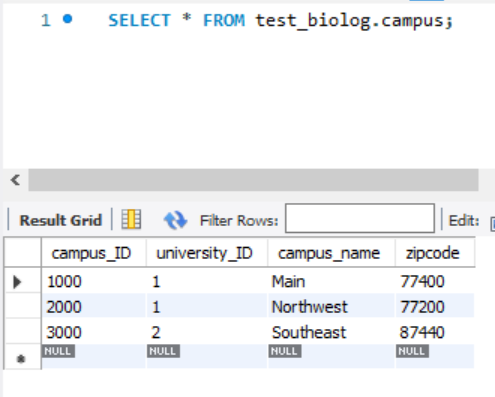 1 SELECT * FROM test_biolog.campus;
Result Grid Filter Rows: Edit:
campus_ID university_ID campus_name zipcode
1000 1 Main 77400
2000 1 Northwest 77200
3000 2 Southeast 87440
NULL NULL NULL NULL